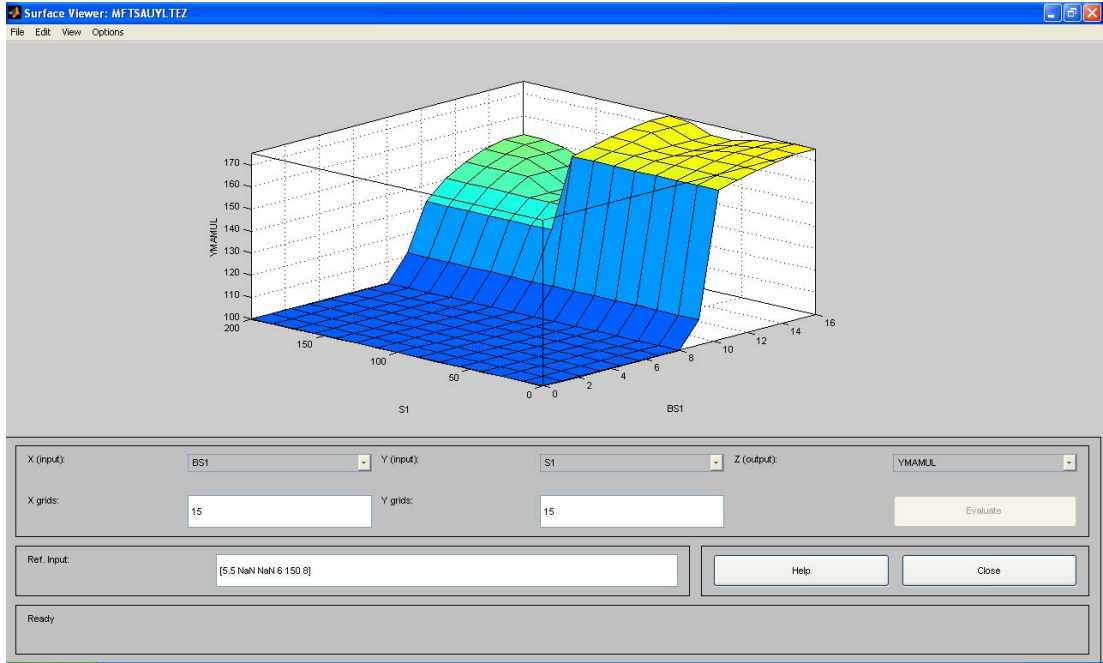 Surface Viewer: MFTSAUYLTEZ
File Edit View Options
170
160
150
140
130
120
110
100
YMAMUL
200
150
100
50
0
S1
0
2
4
6
8
10
12
14
16
BS1
X (input): BS1 Y (input): S1 Z (output): YMAMUL
X grids: 15 Y grids: 15 Evaluate
Ref. Input: [5.5 NaN NaN 6 150 8] Help Close
Ready